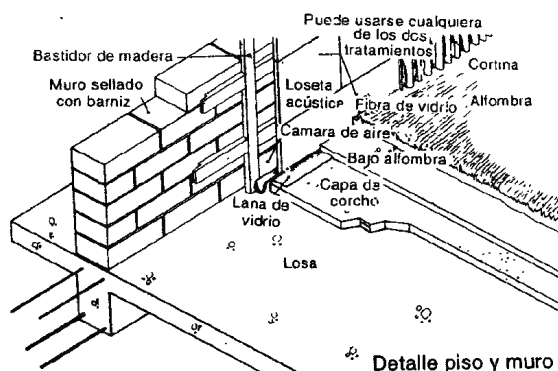 Puede usarse cualquiera
de los dos
tratamientos
Bastidor de madera
Cortina
Muro sellado
con barniz
Loseta
acústica
Fibra de vidrio
Alfombra
Camara de aire
Bajo alfombra
Lana de
vidrio
Capa de
corcho
Losa
Detalle piso y muro